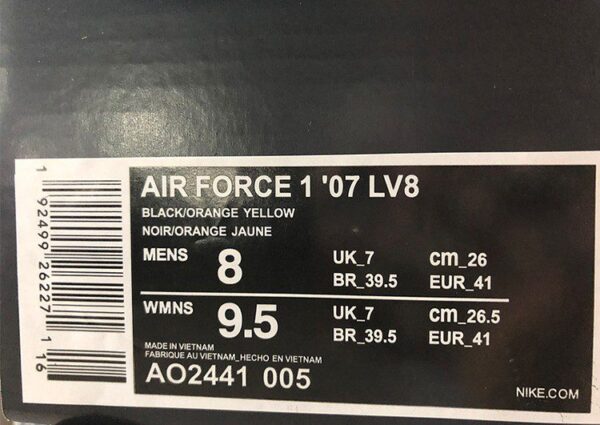 AIR FORCE 1 '07 LV8
BLACK/ORANGE YELLOW
NOIR/ORANGE JAUNE
MENS 8 UK_7 cm_26
BR_39.5 EUR_41
WMNS 9.5 UK_7 cm_26.5
BR_39.5 EUR_41
MADE IN VIETNAM
FABRIQUE AU VIETNAM_HECHO EN VIETNAM
AO2441 005
NIKE.COM
1 92499 26227 1 16